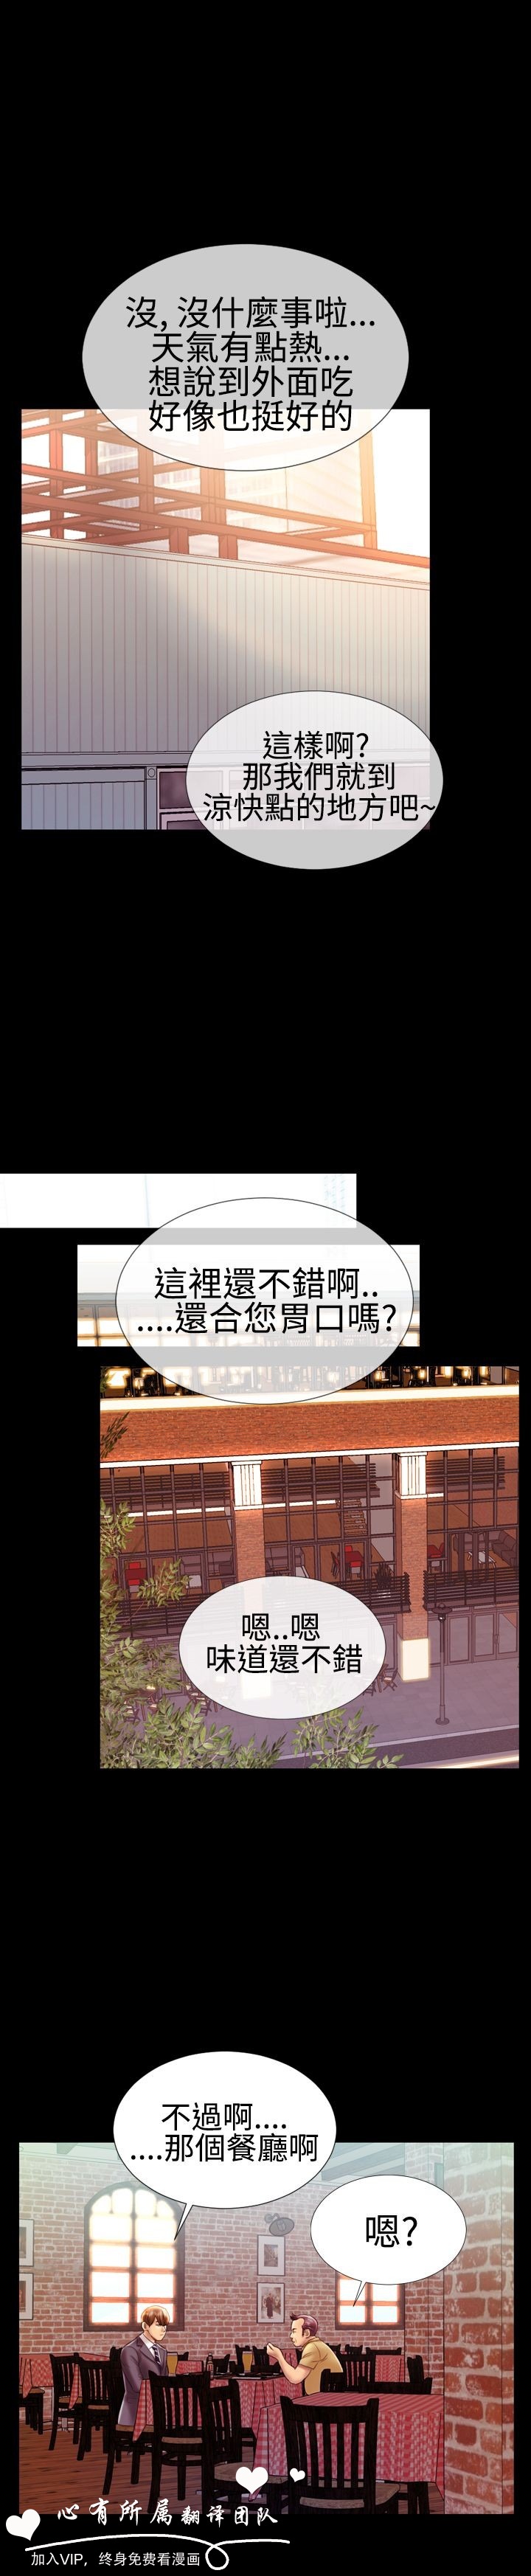 沒, 沒什麼事啦...
天氣有點熱...
想說到外面吃
好像也挺好的
這樣啊?
那我們就到
涼快點的地方吧~
這裡還不錯啊..
....還合您胃口嗎?
嗯..嗯
味道還不錯
不過啊....
....那個餐廳啊
嗯?
心有所属翻译团队
加入VIP，终身免费看漫画